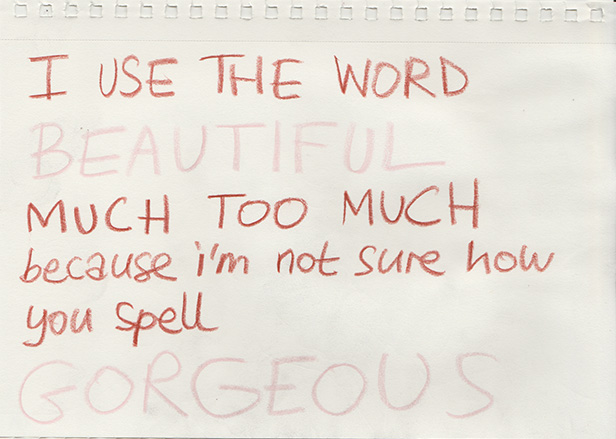 I USE THE WORD
BEAUTIFUL
MUCH TOO MUCH
because i'm not sure how
you spell
GORGEOUS